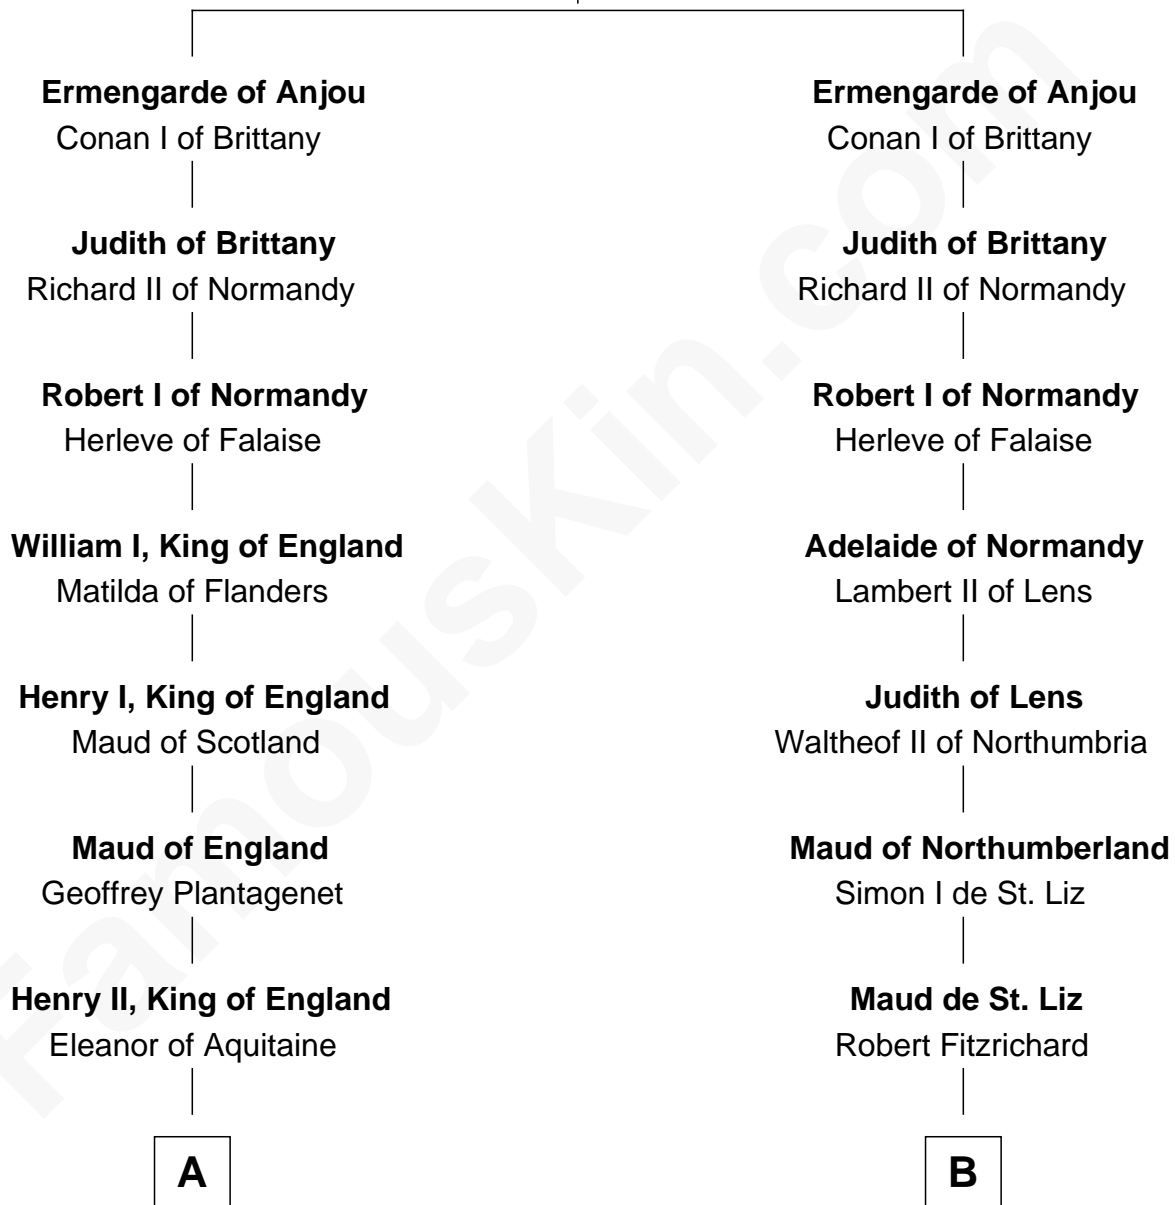 Ermengarde of Anjou
Conan I of Brittany
Judith of Brittany
Richard II of Normandy
Robert I of Normandy
Herleve of Falaise
William I, King of England
Matilda of Flanders
Henry I, King of England
Maud of Scotland
Maud of England
Geoffrey Plantagenet
Henry II, King of England
Eleanor of Aquitaine
A
Ermengarde of Anjou
Conan I of Brittany
Judith of Brittany
Richard II of Normandy
Robert I of Normandy
Herleve of Falaise
Adelaide of Normandy
Lambert II of Lens
Judith of Lens
Waltheof II of Northumbria
Maud of Northumberland
Simon I de St. Liz
Maud de St. Liz
Robert Fitzrichard
B
FamousKin.com